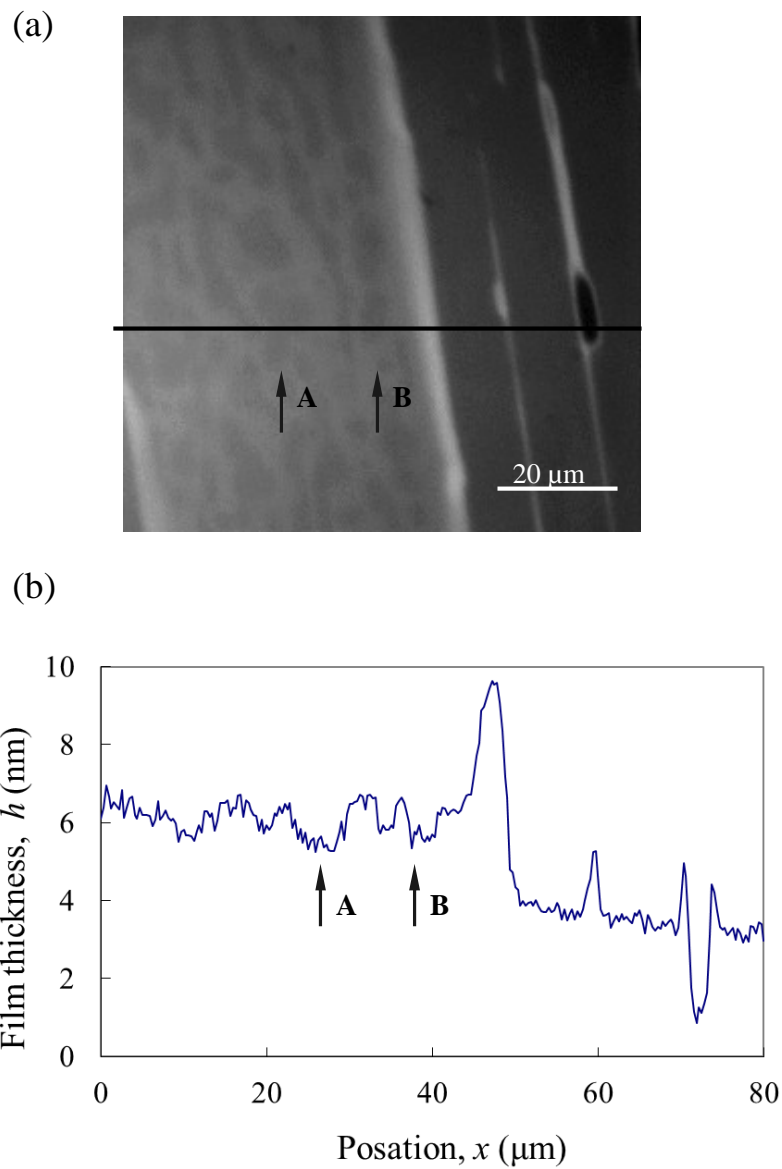 (a)
A
B
20 µm
(b)
10
8
6
4
2
0
Film thickness, h (nm)
A
B
0
20
40
60
80
Posation, x (μm)